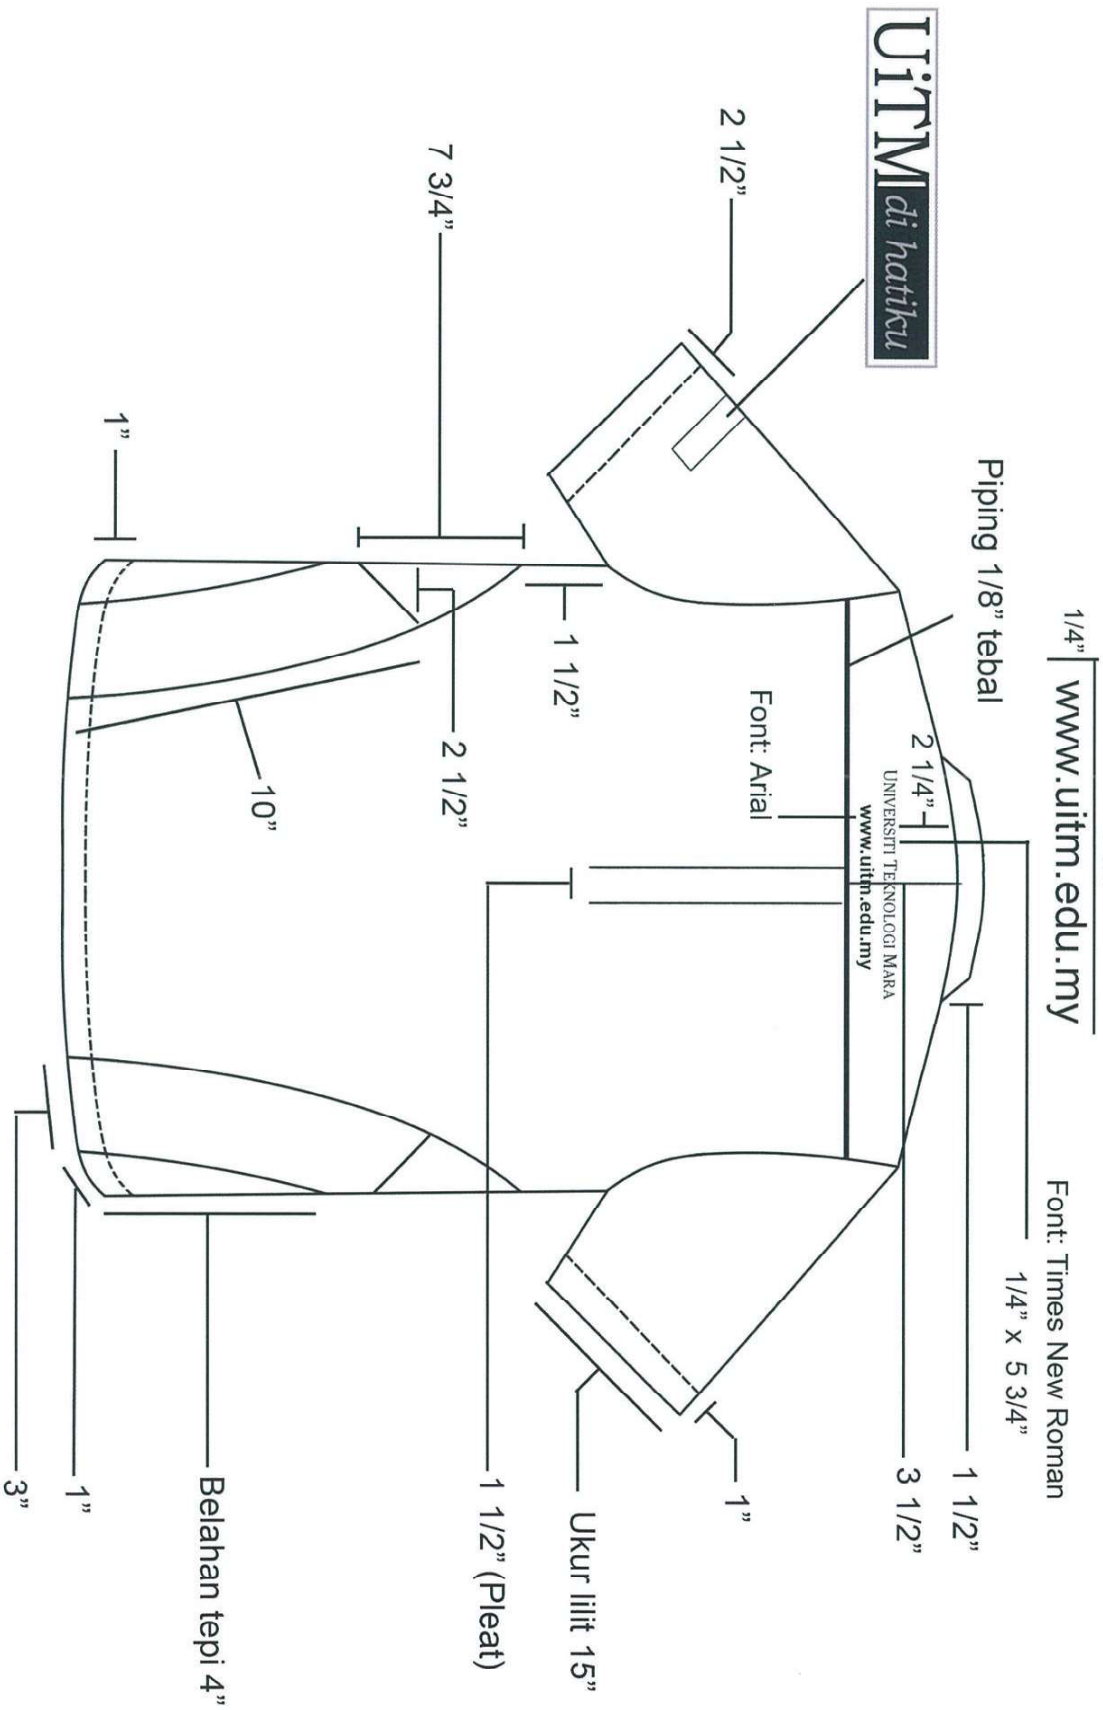 UiTM di hatiku
1/4”
www.uitm.edu.my
Font: Times New Roman
1/4” x 5 3/4”
Piping 1/8” tebal
1 1/2”
2 1/4”
3 1/2”
UNIVERSITI TEKNOLOGI MARA
www.uitm.edu.my
2 1/2”
Font: Arial
1”
1 1/2”
Ukur lilit 15”
7 3/4”
2 1/2”
1 1/2” (Pleat)
10”
Belahan tepi 4”
1”
1”
3”